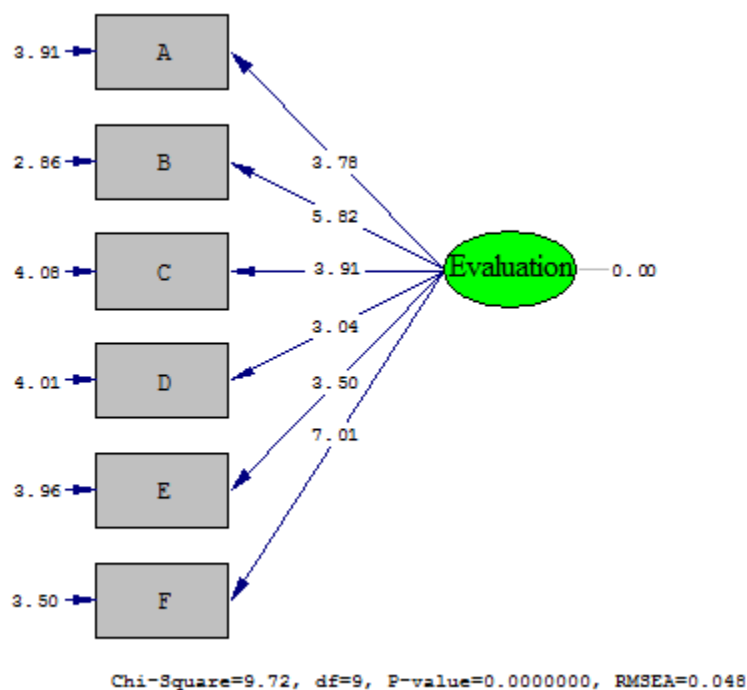 3.91 A
3.78
2.86 B
5.82
4.08 C 3.91 Evaluation 0.00
3.04
4.01 D 3.50
7.01
3.96 E
3.50 F
Chi-Square=9.72, df=9, P-value=0.0000000, RMSEA=0.048